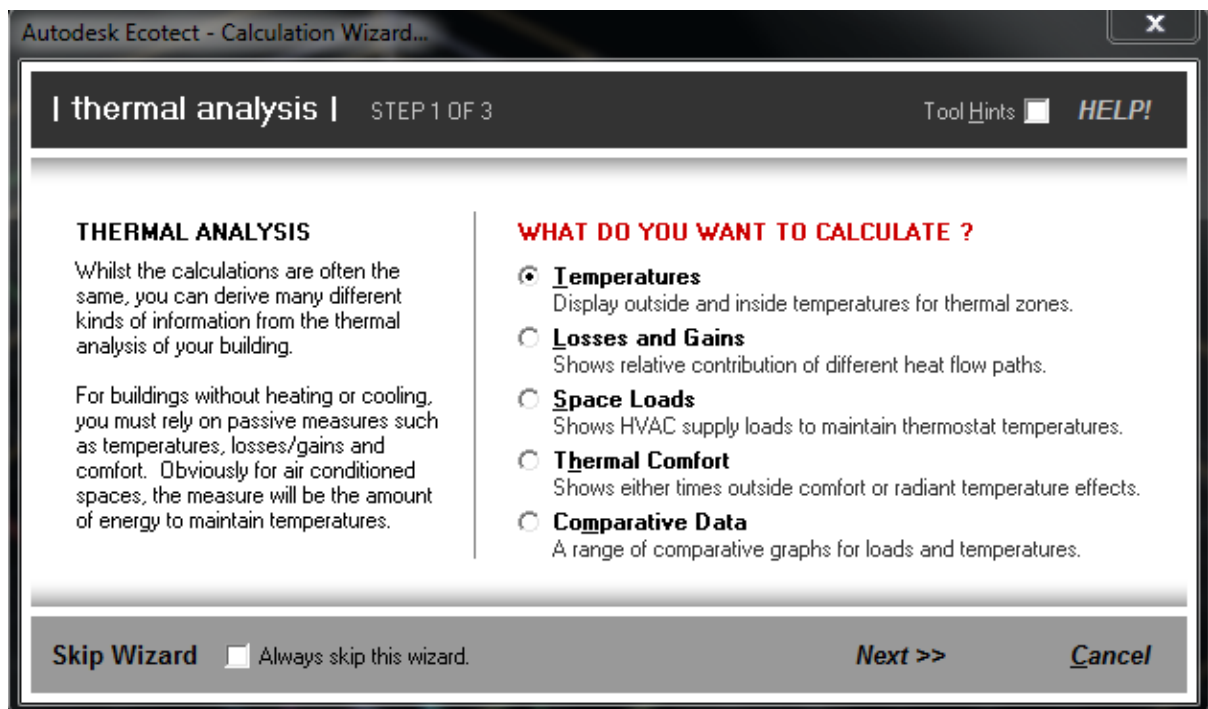 Autodesk Ecotect - Calculation Wizard...
x
| thermal analysis | STEP 1 OF 3 Tool Hints HELP!
THERMAL ANALYSIS
Whilst the calculations are often the
same, you can derive many different
kinds of information from the thermal
analysis of your building.
For buildings without heating or cooling,
you must rely on passive measures such
as temperatures, losses/gains and
comfort. Obviously for air conditioned
spaces, the measure will be the amount
of energy to maintain temperatures.
WHAT DO YOU WANT TO CALCULATE ?
Temperatures
Display outside and inside temperatures for thermal zones.
Losses and Gains
Shows relative contribution of different heat flow paths.
Space Loads
Shows HVAC supply loads to maintain thermostat temperatures.
Thermal Comfort
Shows either times outside comfort or radiant temperature effects.
Comparative Data
A range of comparative graphs for loads and temperatures.
Skip Wizard Always skip this wizard. Next >> Cancel